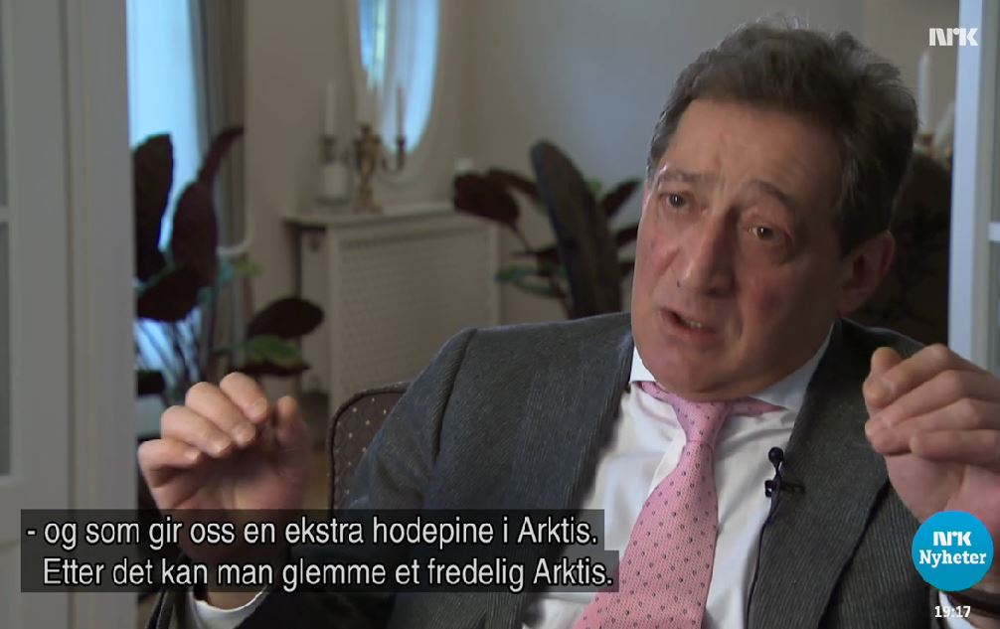 NRK
- og som gir oss en ekstra hodepine i Arktis.
Etter det kan man glemme et fredelig Arktis.
NRK
Nyheter
19:17